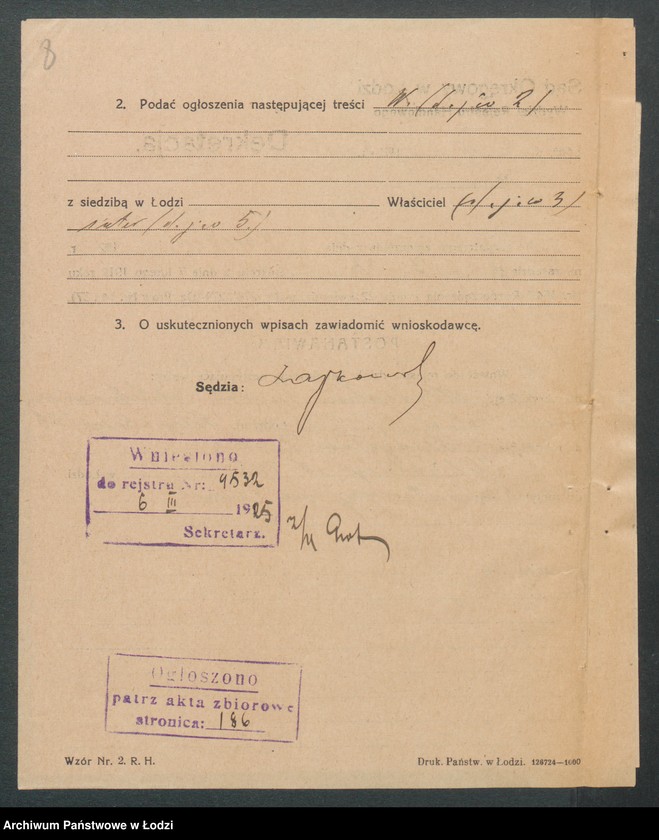 8
2. Podać ogłoszenia następującej treści W. (d. j. w 2)
z siedzibą w Łodzi Właściciel (d. j. w 3)
(d. j. w 5.)
3. O uskutecznionych wpisach zawiadomić wnioskodawcę.
Sędzia:
Wniesiono
do rejstru Nr: 9532
6 III 1925
Sekretarz.
Ogłoszono
patrz akta zbiorowe
stronica: 186
Wzór Nr. 2. R. H. Druk. Państw. w Łodzi. 126724—1000
Archiwum Państwowe w Łodzi